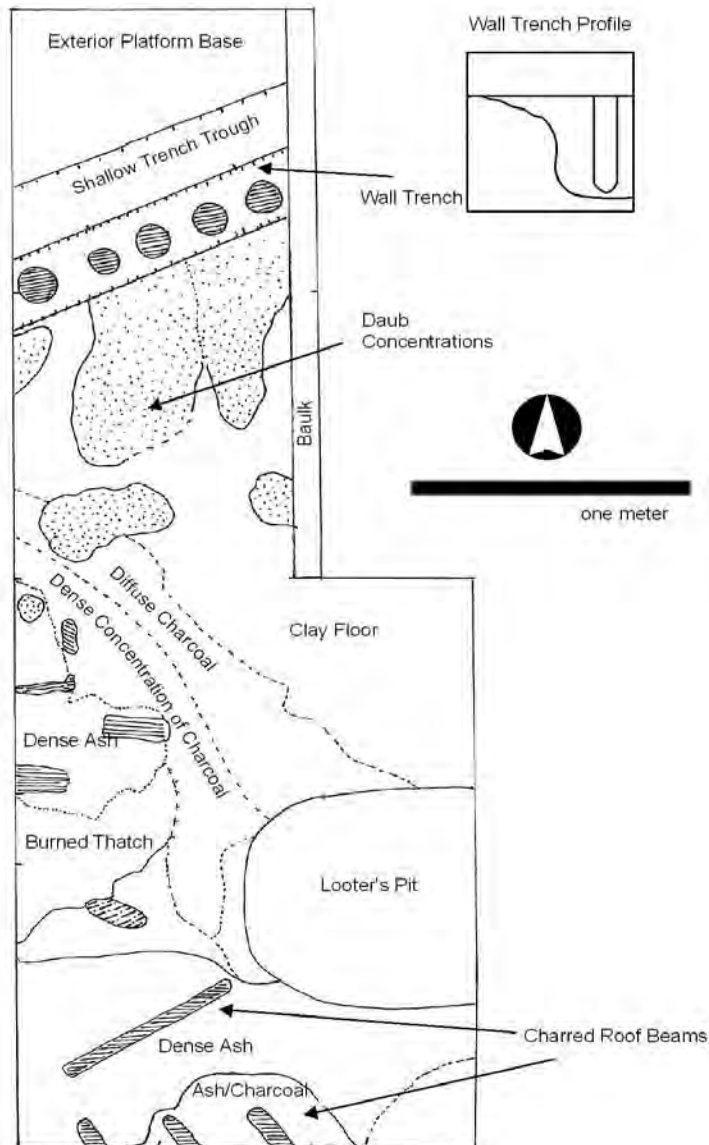 Exterior Platform Base
Wall Trench Profile
Shallow Trench Trough
Wall Trench
Daub
Concentrations
Baulk
one meter
Diffuse Charcoal
Dense Concentration of Charcoal
Clay Floor
Dense Ash
Burned Thatch
Looter's Pit
Charred Roof Beams
Dense Ash
Ash/Charcoal